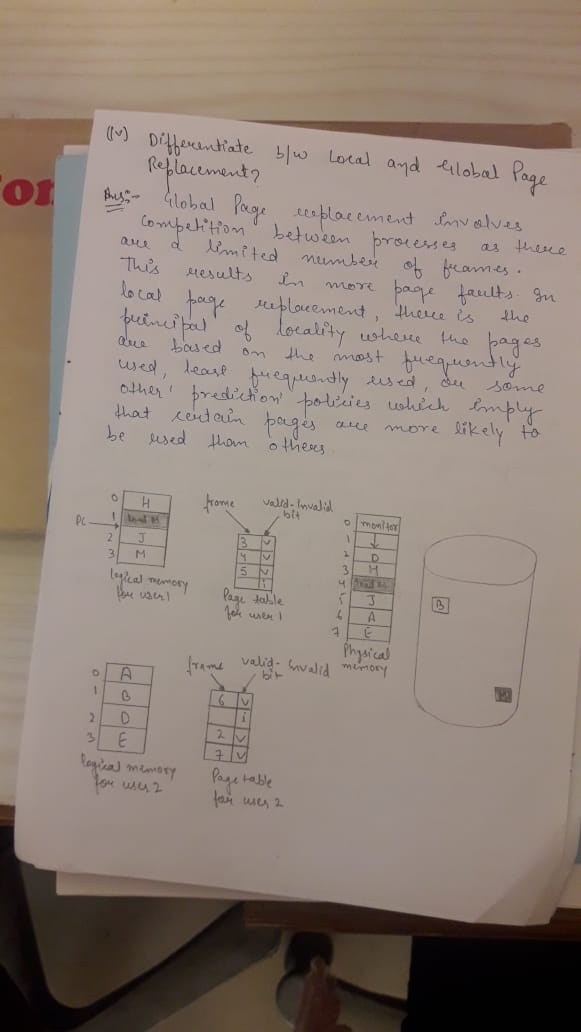 (iv) Differentiate b/w Local and Global Page
Replacement?
Ans:- Global Page replacement involves
competition between processes as there
are a limited number of frames.
This results in more page faults. In
local page replacement, there is the
principal of locality where the pages
are based on the most frequently
used, least frequently used, or some
other 'prediction' policies which imply
that certain pages are more likely to
be used than others.
0 H
PC → 1 load M
2 J
3 M
logical memory
for user 1
frame valid-invalid
bit
3 v
4 v
5 v
i
Page table
for user 1
0 monitor
1
2 D
3 H
4 load M
5 J
6 A
7 E
Physical
memory
B
M
0 A
1 B
2 D
3 E
logical memory
for user 2
frame valid-invalid
bit
6 v
i
2 v
7 v
Page table
for user 2
or